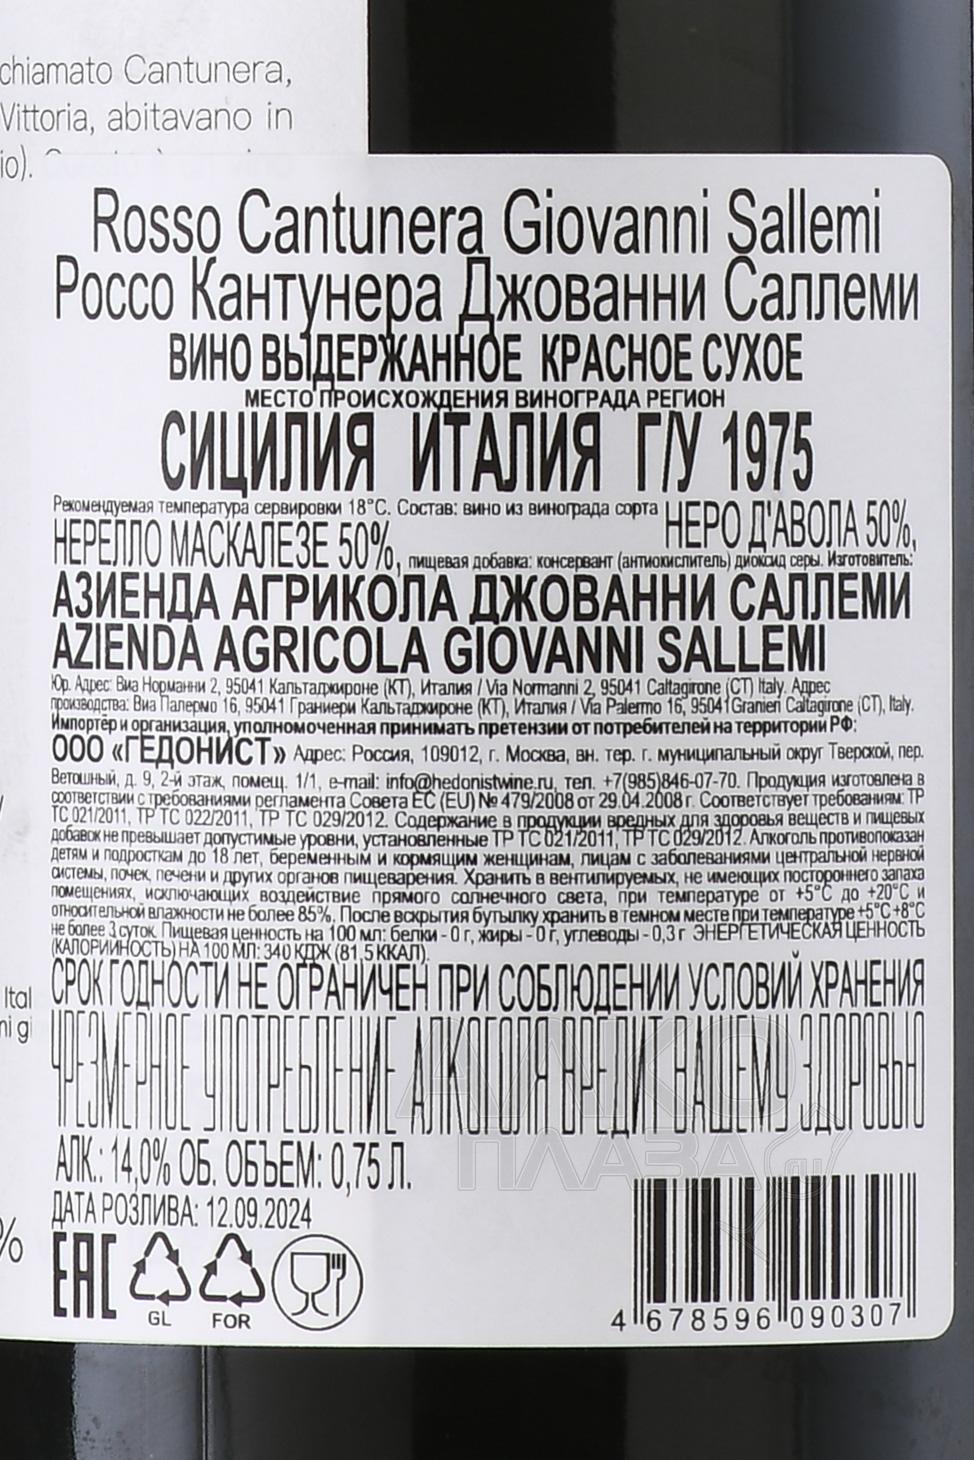 chiamato Cantunera,
Vittoria, abitavano in
io).
Rosso Cantunera Giovanni Sallemi
Россо Кантунера Джованни Саллеми
ВИНО ВЫДЕРЖАННОЕ КРАСНОЕ СУХОЕ
МЕСТО ПРОИСХОЖДЕНИЯ ВИНОГРАДА РЕГИОН
СИЦИЛИЯ ИТАЛИЯ Г/У 1975
Рекомендуемая температура сервировки 18°С. Состав: вино из винограда сорта НЕРО Д'АВОЛА 50%,
НЕРЕЛЛО МАСКАЛЕЗЕ 50%, пищевая добавка: консервант (антиокислитель) диоксид серы. Изготовитель:
АЗИЕНДА АГРИКОЛА ДЖОВАННИ САЛЛЕМИ
AZIENDA AGRICOLA GIOVANNI SALLEMI
Юр. Адрес: Виа Норманни 2, 95041 Кальтаджироне (КТ), Италия / Via Normanni 2, 95041 Caltagirone (CT) Italy. Адрес
производства: Виа Палермо 16, 95041 Граниери Кальтаджироне (КТ), Италия / Via Palermo 16, 95041Granieri Caltagirone (CT), Italy.
Импортер и организация, уполномоченная принимать претензии от потребителей на территории РФ:
ООО «ГЕДОНИСТ» Адрес: Россия, 109012, г. Москва, вн. тер. г. муниципальный округ Тверской, пер.
Ветошный, д. 9, 2-й этаж, помещ. 1/1, e-mail: info@hedonistwine.ru, тел. +7(985)846-07-70. Продукция изготовлена в
соответствии с требованиями регламента Совета ЕС (EU) № 479/2008 от 29.04.2008 г. Соответствует требованиям: ТР
ТС 021/2011, ТР ТС 022/2011, ТР ТС 029/2012. Содержание в продукции вредных для здоровья веществ и пищевых
добавок не превышает допустимые уровни, установленные ТР ТС 021/2011, ТР ТС 029/2012. Алкоголь противопоказан
детям и подросткам до 18 лет, беременным и кормящим женщинам, лицам с заболеваниями центральной нервной
системы, почек, печени и других органов пищеварения. Хранить в вентилируемых, не имеющих постороннего запаха
помещениях, исключающих воздействие прямого солнечного света, при температуре от +5°С до +20°С и
относительной влажности не более 85%. После вскрытия бутылку хранить в темном месте при температуре +5°С +8°С
не более 3 суток. Пищевая ценность на 100 мл: белки - 0 г, жиры - 0 г, углеводы - 0,3 г ЭНЕРГЕТИЧЕСКАЯ ЦЕННОСТЬ
(КАЛОРИЙНОСТЬ) НА 100 МЛ: 340 КДЖ (81,5 ККАЛ).
СРОК ГОДНОСТИ НЕ ОГРАНИЧЕН ПРИ СОБЛЮДЕНИИ УСЛОВИЙ ХРАНЕНИЯ
ЧРЕЗМЕРНОЕ УПОТРЕБЛЕНИЕ АЛКОГОЛЯ ВРЕДИТ ВАШЕМУ ЗДОРОВЬЮ
АЛК.: 14,0% ОБ. ОБЪЕМ: 0,75 Л.
ДАТА РОЗЛИВА: 12.09.2024
EAC
GL FOR
4 678596 090307
Ital
ni gi
%
АЛКО
ПЛАЗА ru